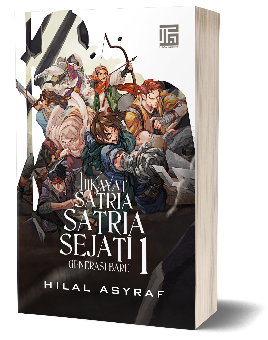 HIKAYAT
SATRIA
SATRIA
SEJATI 1
GENERASI BARU
HILAL ASYRAF